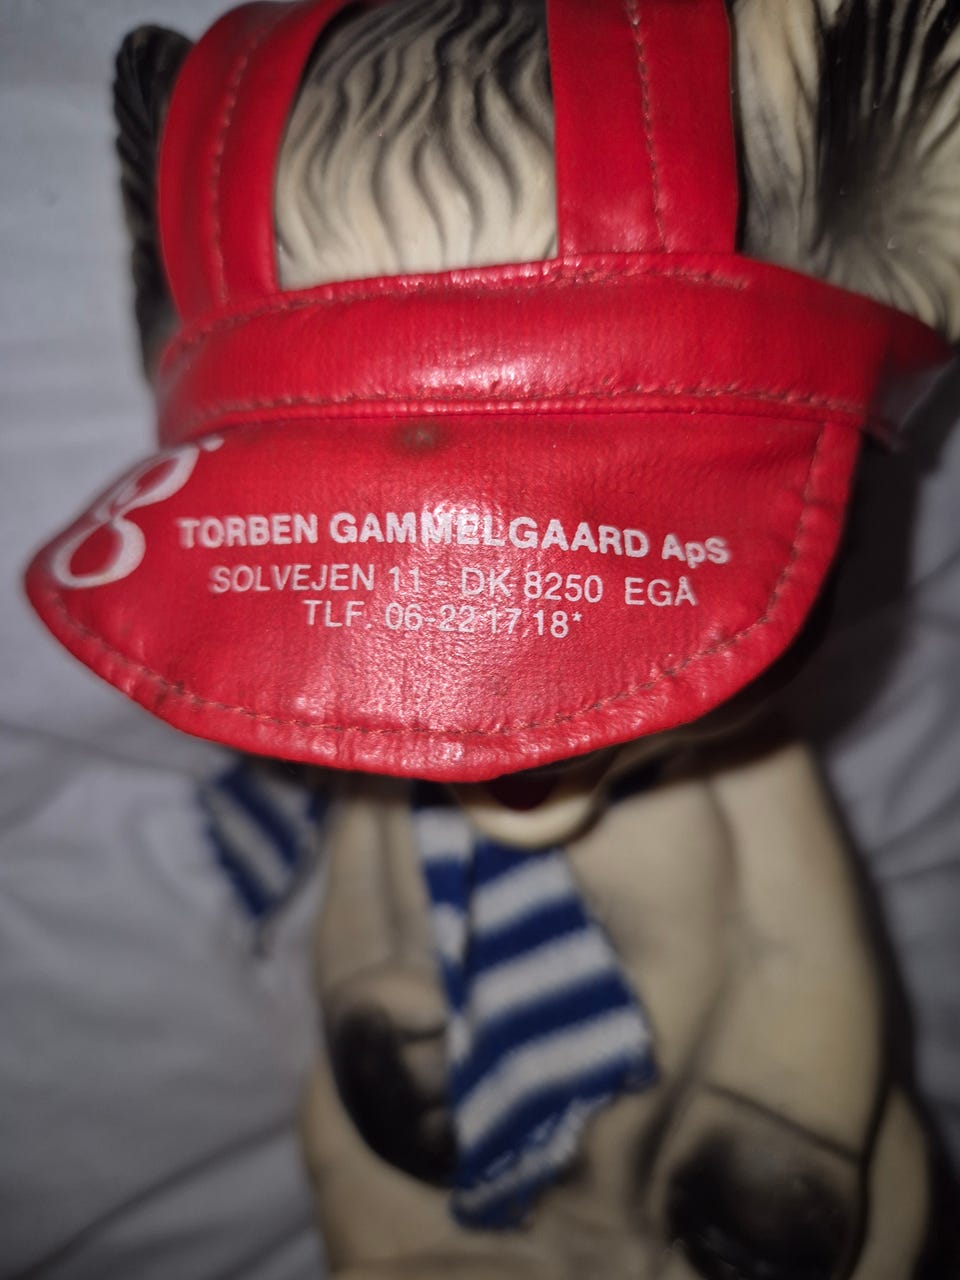 TORBEN GAMMELGAARD ApS
SOLVEJEN 11 - DK 8250 EGÅ
TLF. 06-22 17 18*